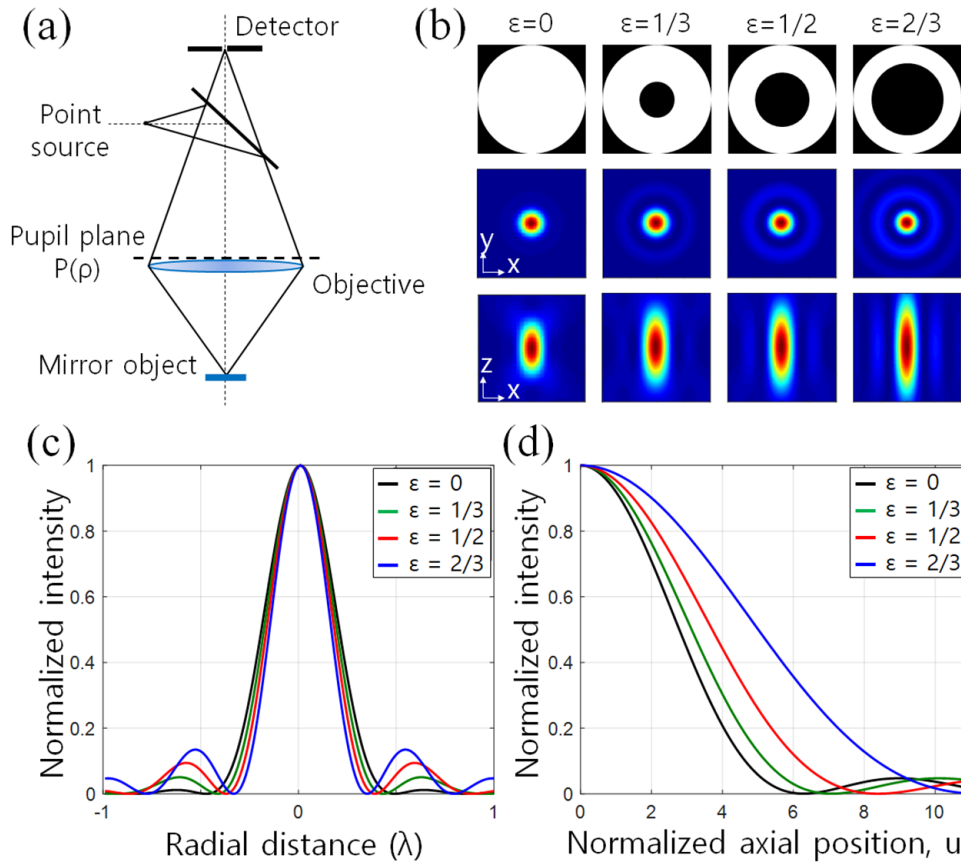 (a)
Detector
Point
source
Pupil plane
P(ρ)
Objective
Mirror object
(b)
ε=0 ε=1/3 ε=1/2 ε=2/3
y
x
z
x
(c)
Normalized intensity
1
0.8
0.6
0.4
0.2
0
-1 -0.5 0 0.5 1
Radial distance (λ)
ε = 0
ε = 1/3
ε = 1/2
ε = 2/3
(d)
Normalized intensity
1
0.8
0.6
0.4
0.2
0
0 2 4 6 8 10
Normalized axial position, u
ε = 0
ε = 1/3
ε = 1/2
ε = 2/3